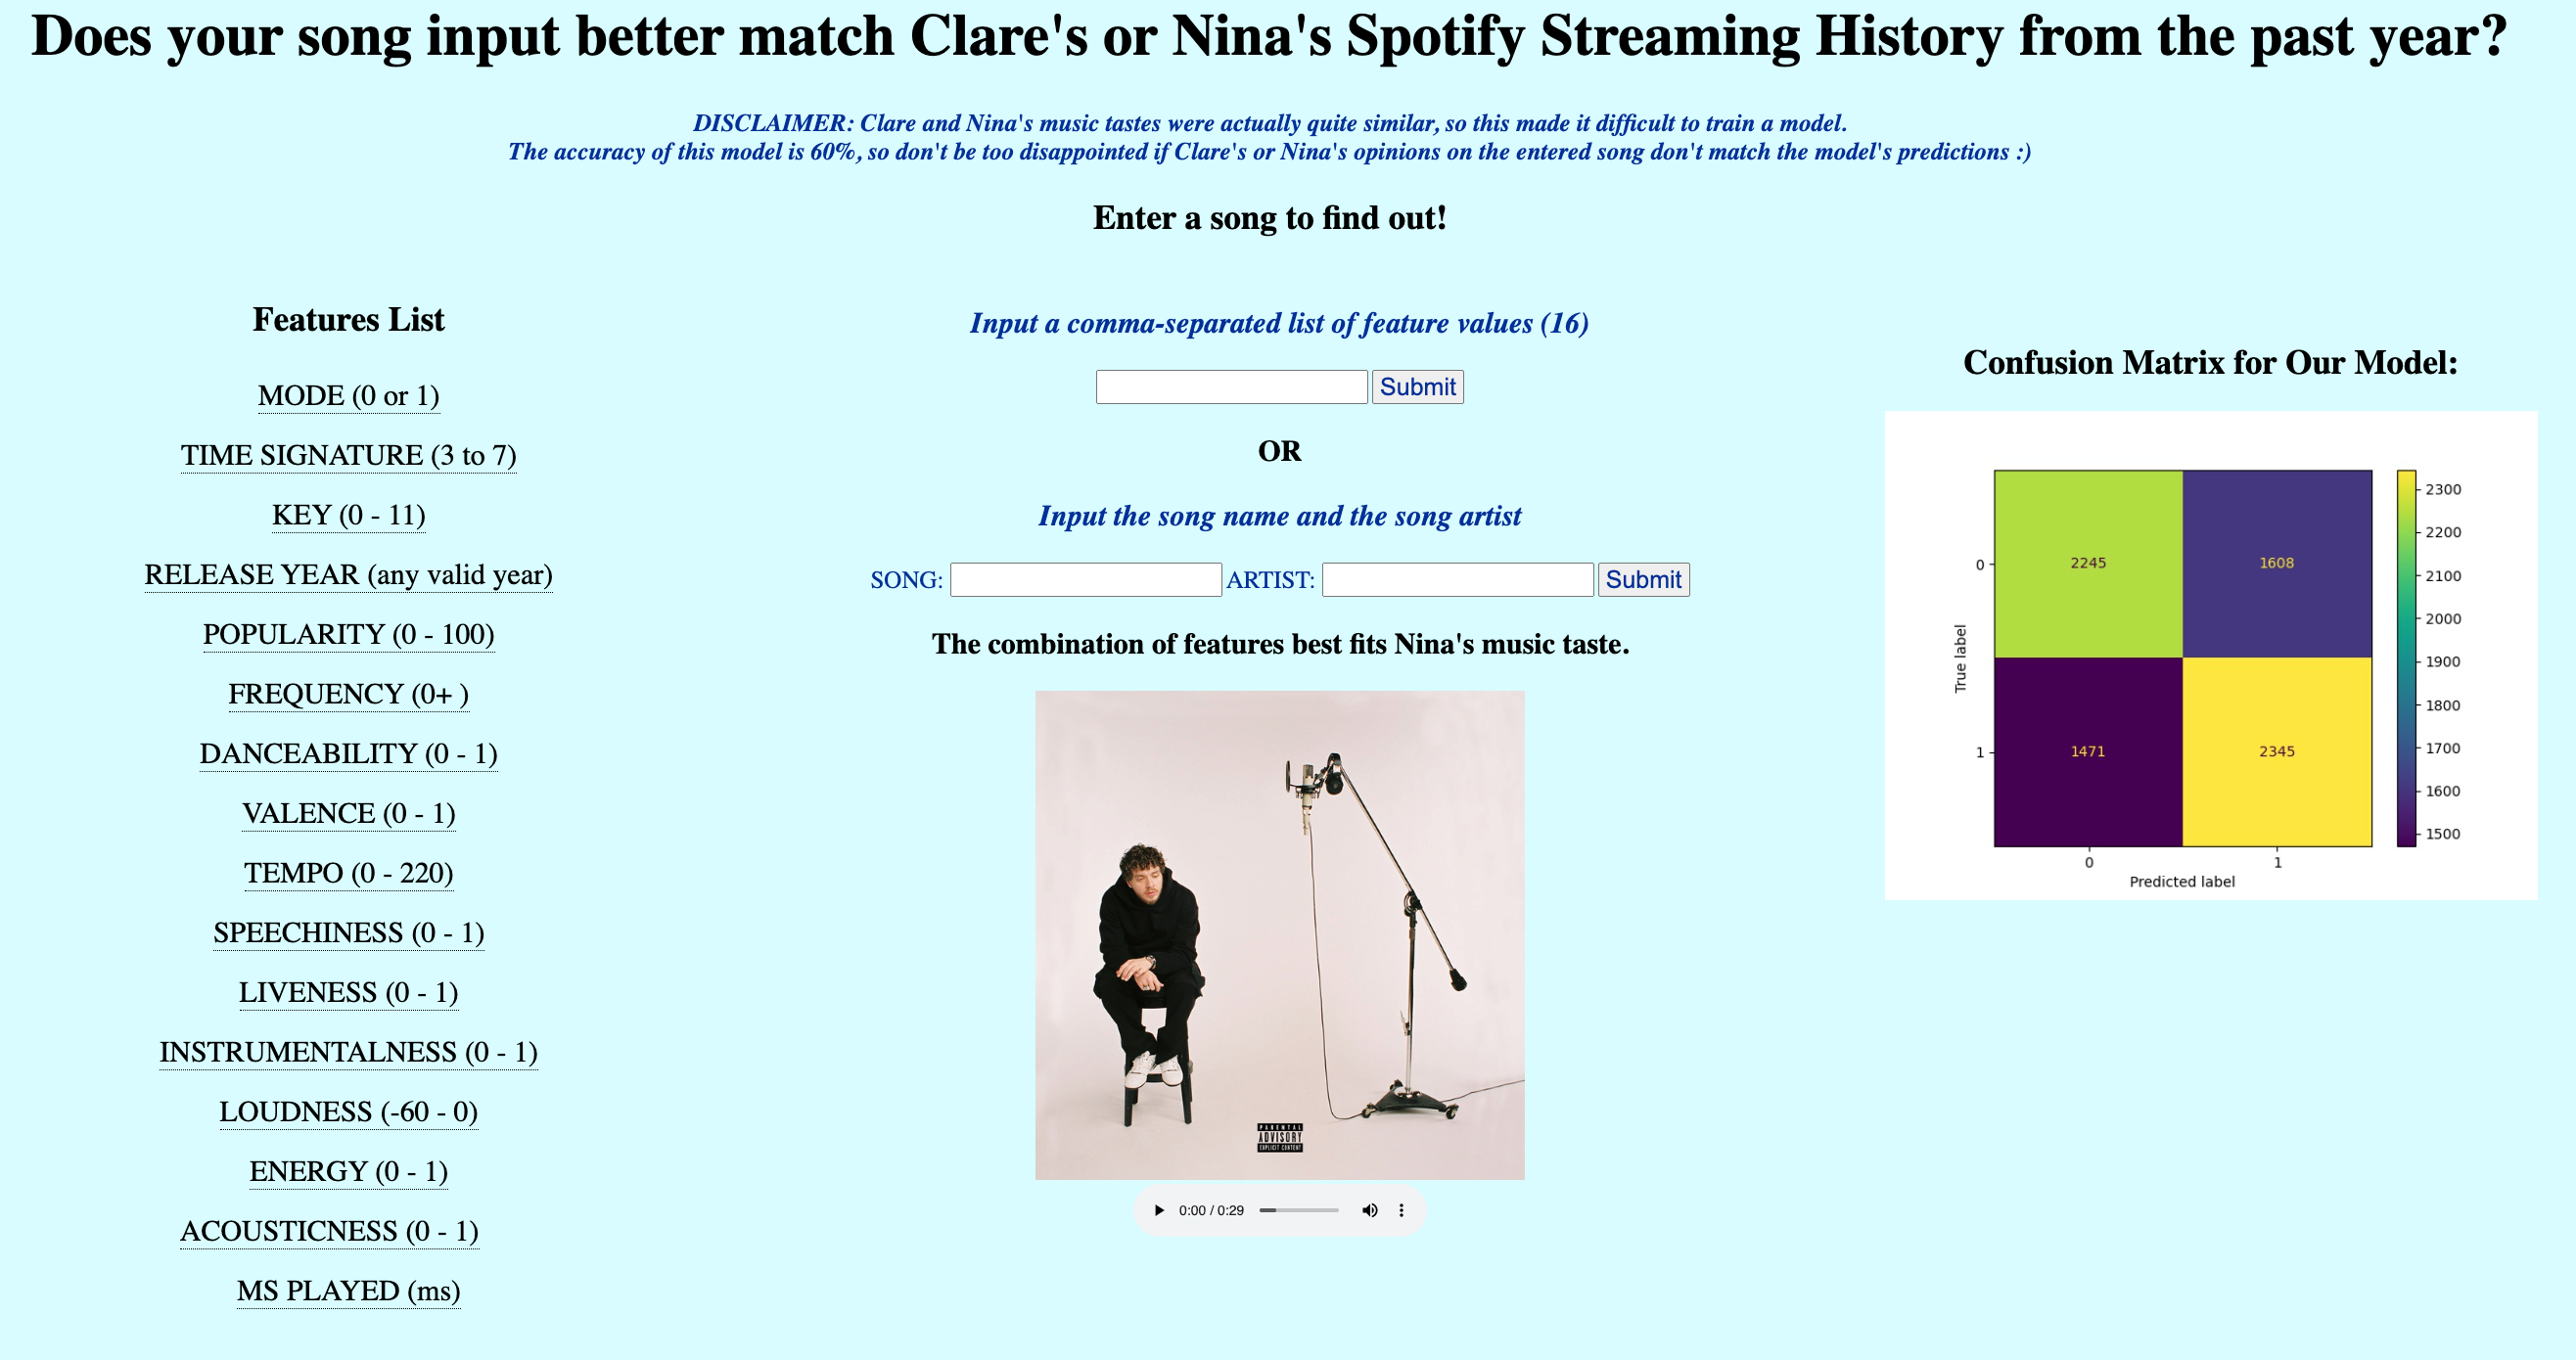 Does your song input better match Clare's or Nina's Spotify Streaming History from the past year?
DISCLAIMER: Clare and Nina's music tastes were actually quite similar, so this made it difficult to train a model.
The accuracy of this model is 60%, so don't be too disappointed if Clare's or Nina's opinions on the entered song don't match the model's predictions :)
Enter a song to find out!
Features List
MODE (0 or 1)
TIME SIGNATURE (3 to 7)
KEY (0 - 11)
RELEASE YEAR (any valid year)
POPULARITY (0 - 100)
FREQUENCY (0+ )
DANCEABILITY (0 - 1)
VALENCE (0 - 1)
TEMPO (0 - 220)
SPEECHINESS (0 - 1)
LIVENESS (0 - 1)
INSTRUMENTALNESS (0 - 1)
LOUDNESS (-60 - 0)
ENERGY (0 - 1)
ACOUSTICNESS (0 - 1)
MS PLAYED (ms)
Input a comma-separated list of feature values (16)
Submit
OR
Input the song name and the song artist
SONG: ARTIST: Submit
The combination of features best fits Nina's music taste.
PARENTAL
ADVISORY
EXPLICIT CONTENT
0:00 / 0:29
Confusion Matrix for Our Model:
True label
0
1
2245 1608
1471 2345
0 1
Predicted label
2300
2200
2100
2000
1900
1800
1700
1600
1500